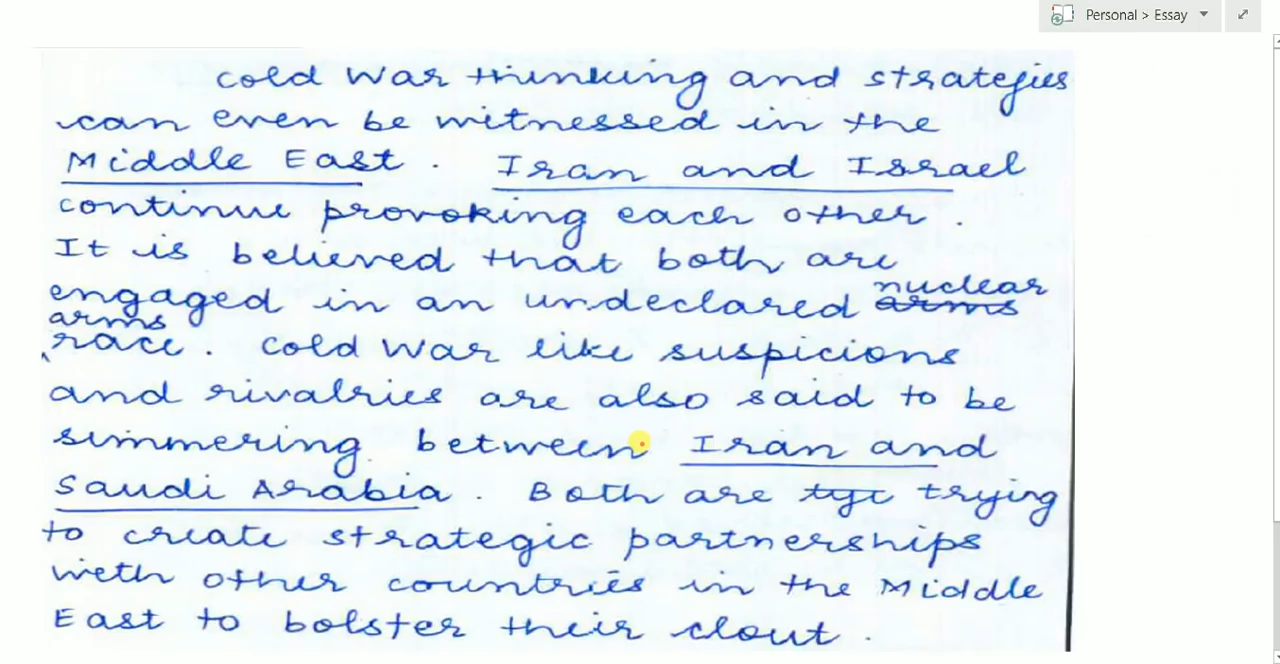 Personal > Essay
cold war thinking and strategies
can even be witnessed in the
Middle East. Iran and Israel
continue provoking each other.
It is believed that both are
nuclear
engaged in an undeclared arms
arms
race. cold war like suspicions
and rivalries are also said to be
simmering between Iran and
Saudi Arabia. Both are tyt trying
to create strategic partnerships
with other countries in the Middle
East to bolster their clout.